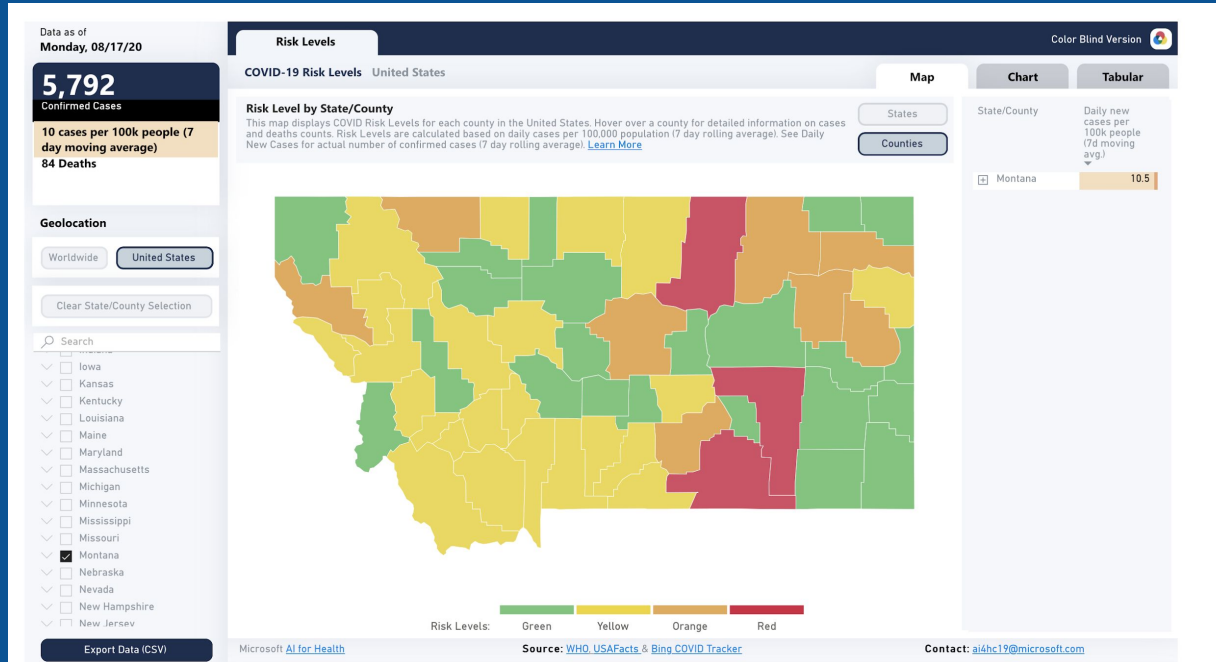 Data as of
Monday, 08/17/20
5,792
Confirmed Cases
10 cases per 100k people (7
day moving average)
84 Deaths
Geolocation
Worldwide
United States
Clear State/County Selection
Search
Indiana
Iowa
Kansas
Kentucky
Louisiana
Maine
Maryland
Massachusetts
Michigan
Minnesota
Mississippi
Missouri
Montana
Nebraska
Nevada
New Hampshire
New Jersey
Export Data (CSV)
Risk Levels
Color Blind Version
COVID-19 Risk Levels United States
Map
Chart
Tabular
Risk Level by State/County
This map displays COVID Risk Levels for each county in the United States. Hover over a county for detailed information on cases
and deaths counts. Risk Levels are calculated based on daily cases per 100,000 population (7 day rolling average). See Daily
New Cases for actual number of confirmed cases (7 day rolling average). Learn More
States
Counties
State/County
Daily new
cases per
100k people
(7d moving
avg.)
Montana 10.5
Risk Levels: Green Yellow Orange Red
Microsoft AI for Health
Source: WHO, USAFacts & Bing COVID Tracker
Contact: ai4hc19@microsoft.com